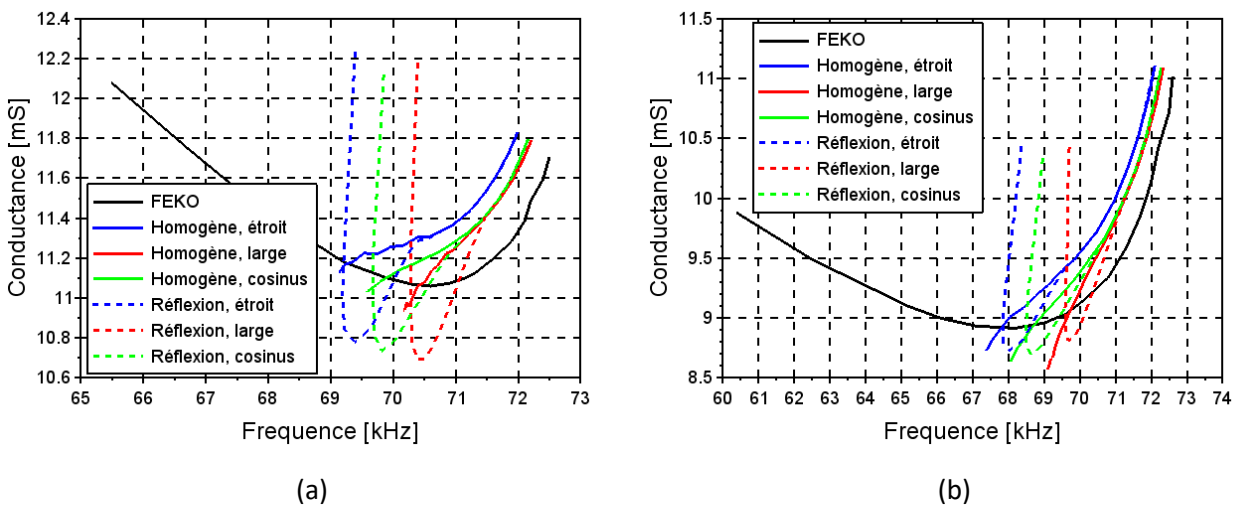 12.4
12.2
12
11.8
11.6
11.4
11.2
11
10.8
10.6
Conductance [mS]
FEKO
Homogène, étroit
Homogène, large
Homogène, cosinus
Réflexion, étroit
Réflexion, large
Réflexion, cosinus
65 66 67 68 69 70 71 72 73
Frequence [kHz]
(a)
11.5
11
10.5
10
9.5
9
8.5
Conductance [mS]
FEKO
Homogène, étroit
Homogène, large
Homogène, cosinus
Réflexion, étroit
Réflexion, large
Réflexion, cosinus
60 61 62 63 64 65 66 67 68 69 70 71 72 73 74
Frequence [kHz]
(b)